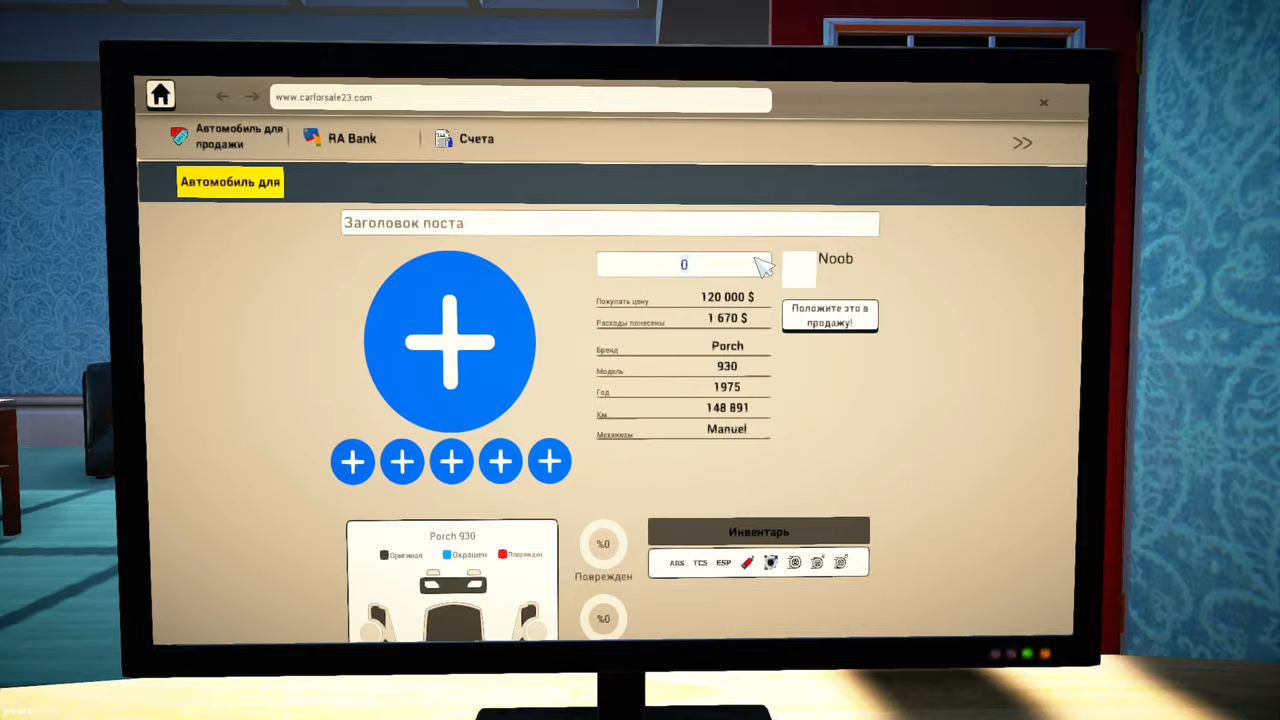 www.carforsale23.com
Автомобиль для
продажи
RA Bank
Счета
>>
Автомобиль для
Заголовок поста
0
Noob
Покупать цену 120 000 $
Расходы понесены 1 670 $
Положите это в
продажу!
Бренд Porch
Модель 930
Год 1975
Км 148 891
Механизм Manuel
Porch 930
Оригинал Окрашен Поврежден
%0
Поврежден
%0
Инвентарь
ABS TCS ESP